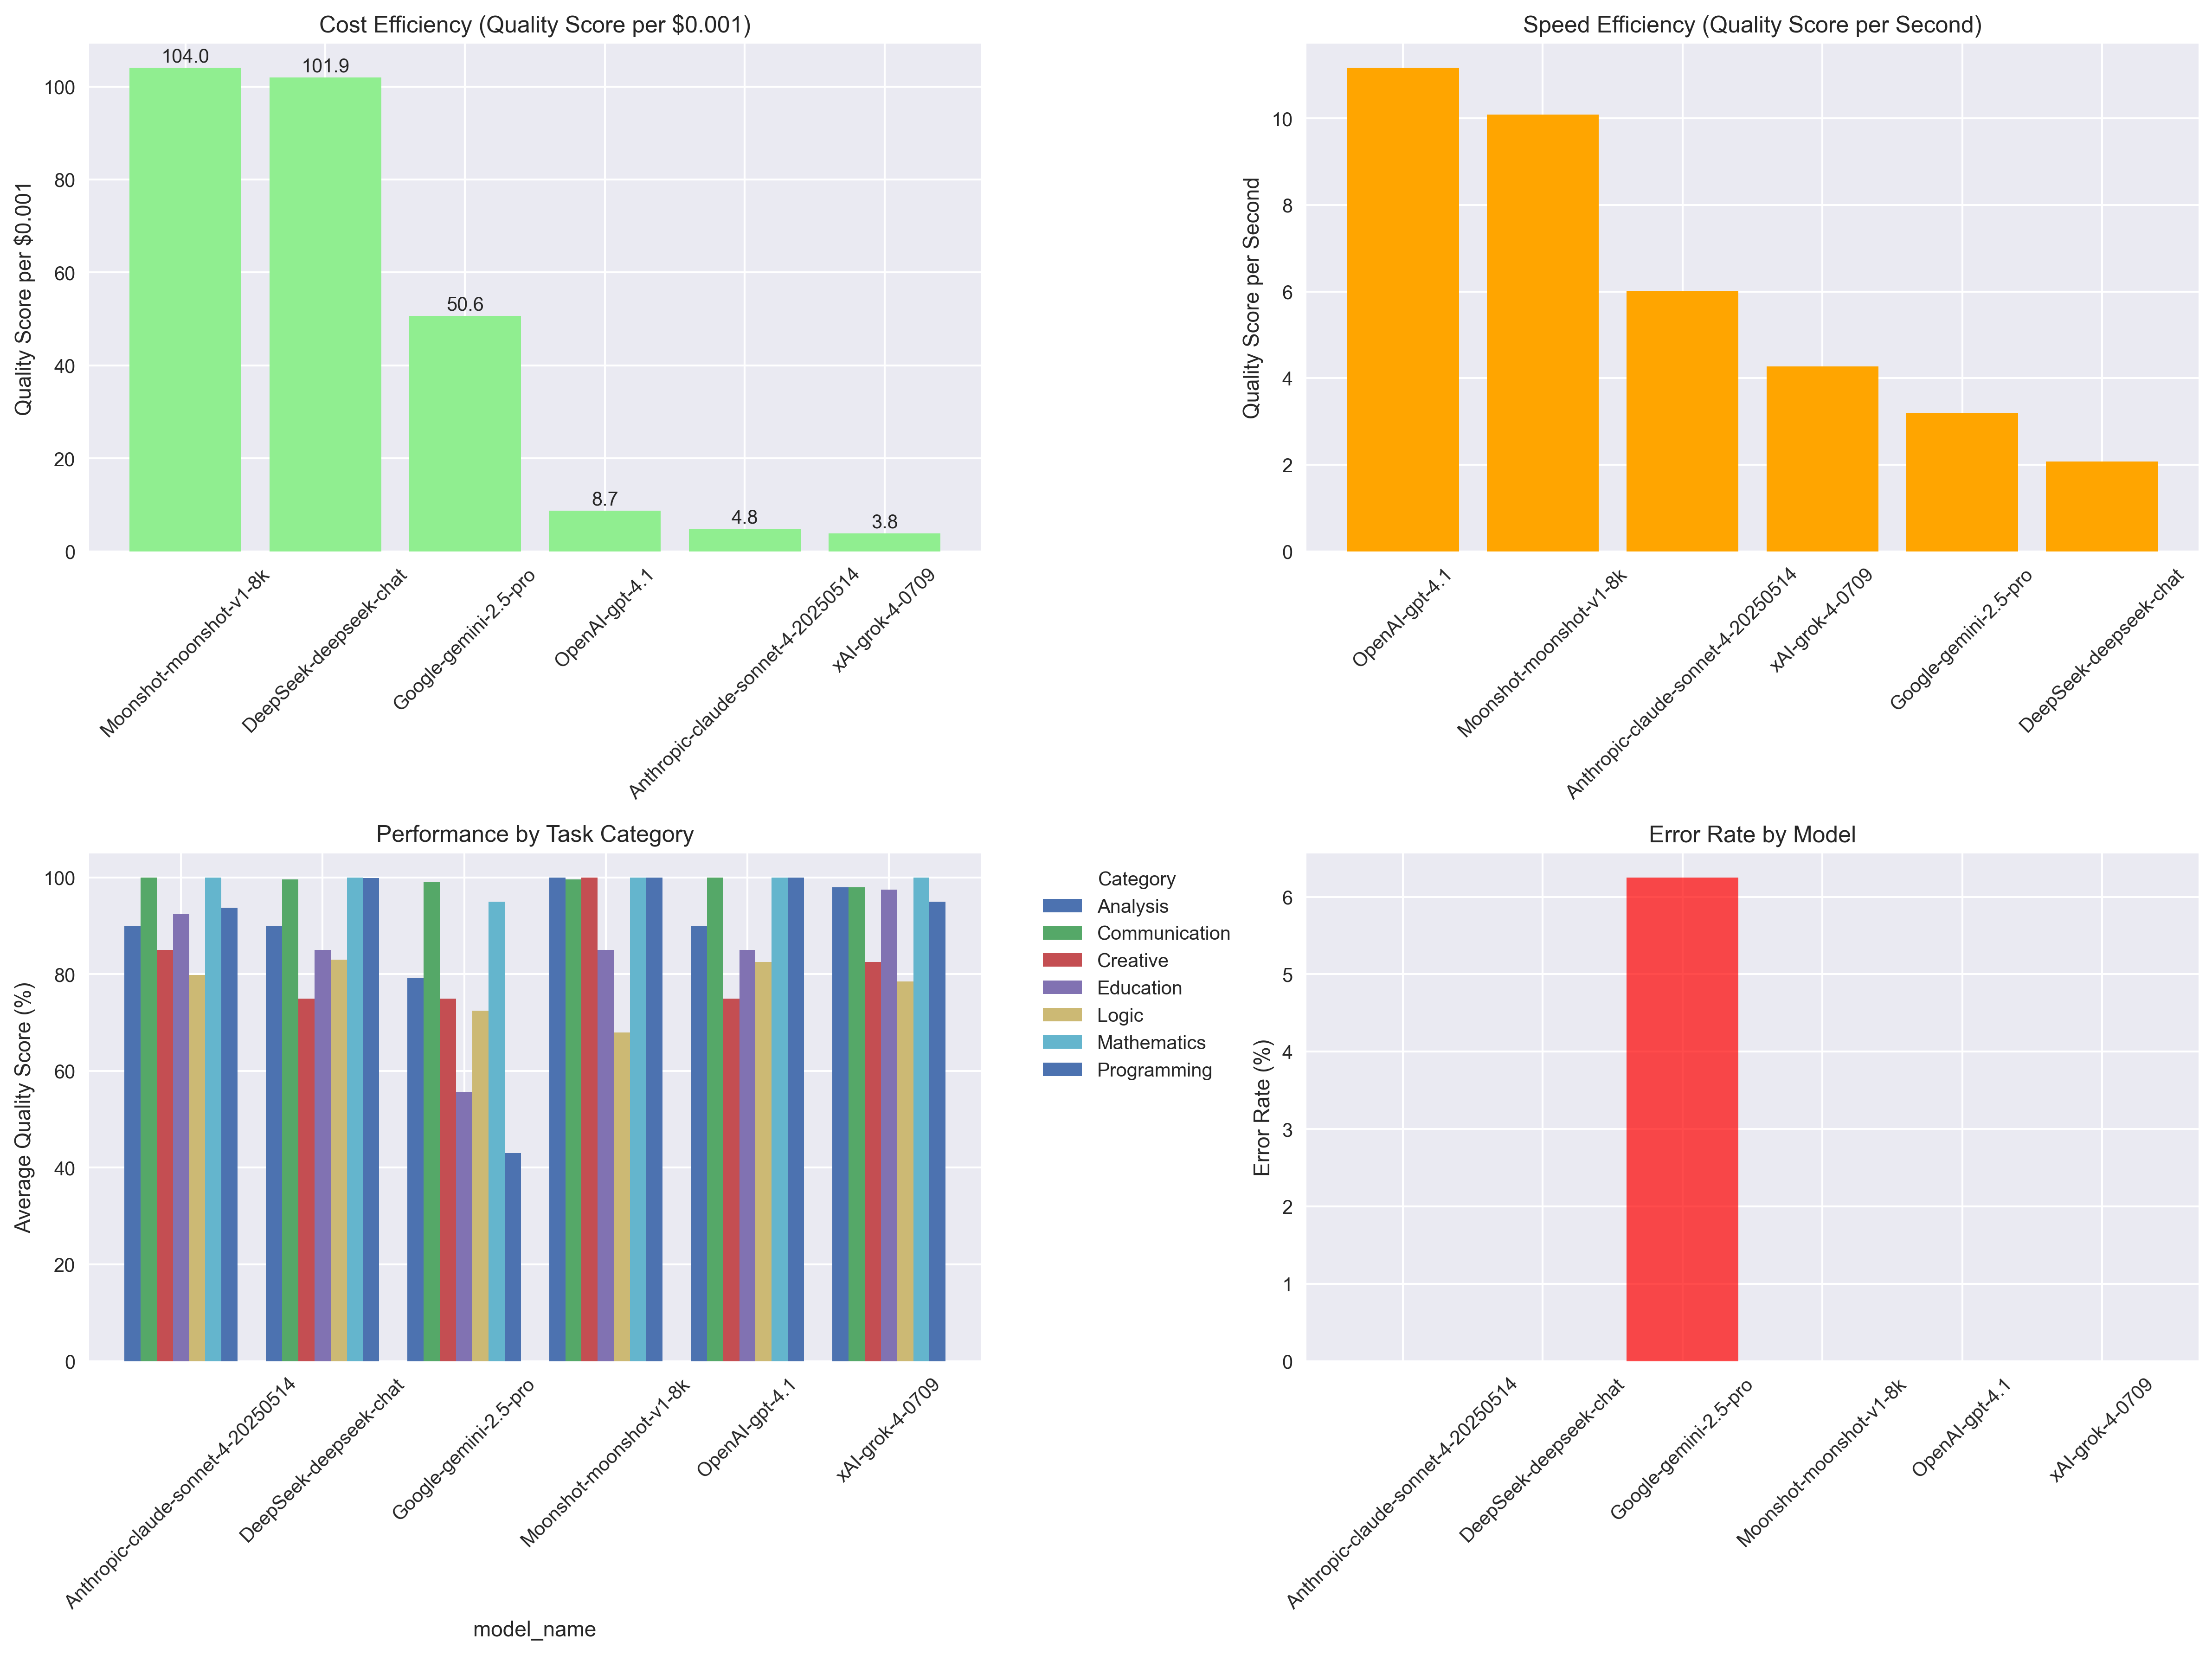 Cost Efficiency (Quality Score per $0.001)
Quality Score per $0.001
100
80
60
40
20
0
104.0
101.9
50.6
8.7
4.8
3.8
Moonshot-moonshot-v1-8k
DeepSeek-deepseek-chat
Google-gemini-2.5-pro
OpenAI-gpt-4.1
Anthropic-claude-sonnet-4-20250514
xAI-grok-4-0709
Speed Efficiency (Quality Score per Second)
Quality Score per Second
10
8
6
4
2
0
OpenAI-gpt-4.1
Moonshot-moonshot-v1-8k
Anthropic-claude-sonnet-4-20250514
xAI-grok-4-0709
Google-gemini-2.5-pro
DeepSeek-deepseek-chat
Performance by Task Category
Average Quality Score (%)
100
80
60
40
20
0
Anthropic-claude-sonnet-4-20250514
DeepSeek-deepseek-chat
Google-gemini-2.5-pro
Moonshot-moonshot-v1-8k
OpenAI-gpt-4.1
xAI-grok-4-0709
model_name
Category
Analysis
Communication
Creative
Education
Logic
Mathematics
Programming
Error Rate by Model
Error Rate (%)
6
5
4
3
2
1
0
Anthropic-claude-sonnet-4-20250514
DeepSeek-deepseek-chat
Google-gemini-2.5-pro
Moonshot-moonshot-v1-8k
OpenAI-gpt-4.1
xAI-grok-4-0709